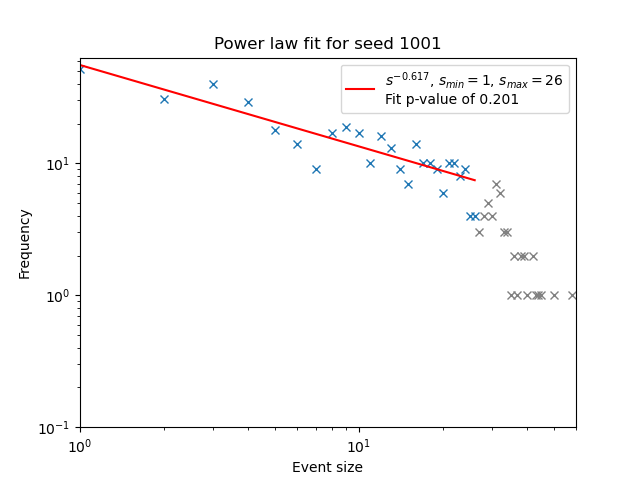 Power law fit for seed 1001
s^{-0.617}, s_{min} = 1, s_{max} = 26
Fit p-value of 0.201
10^1
10^0
10^{-1}
Frequency
10^0
10^1
Event size